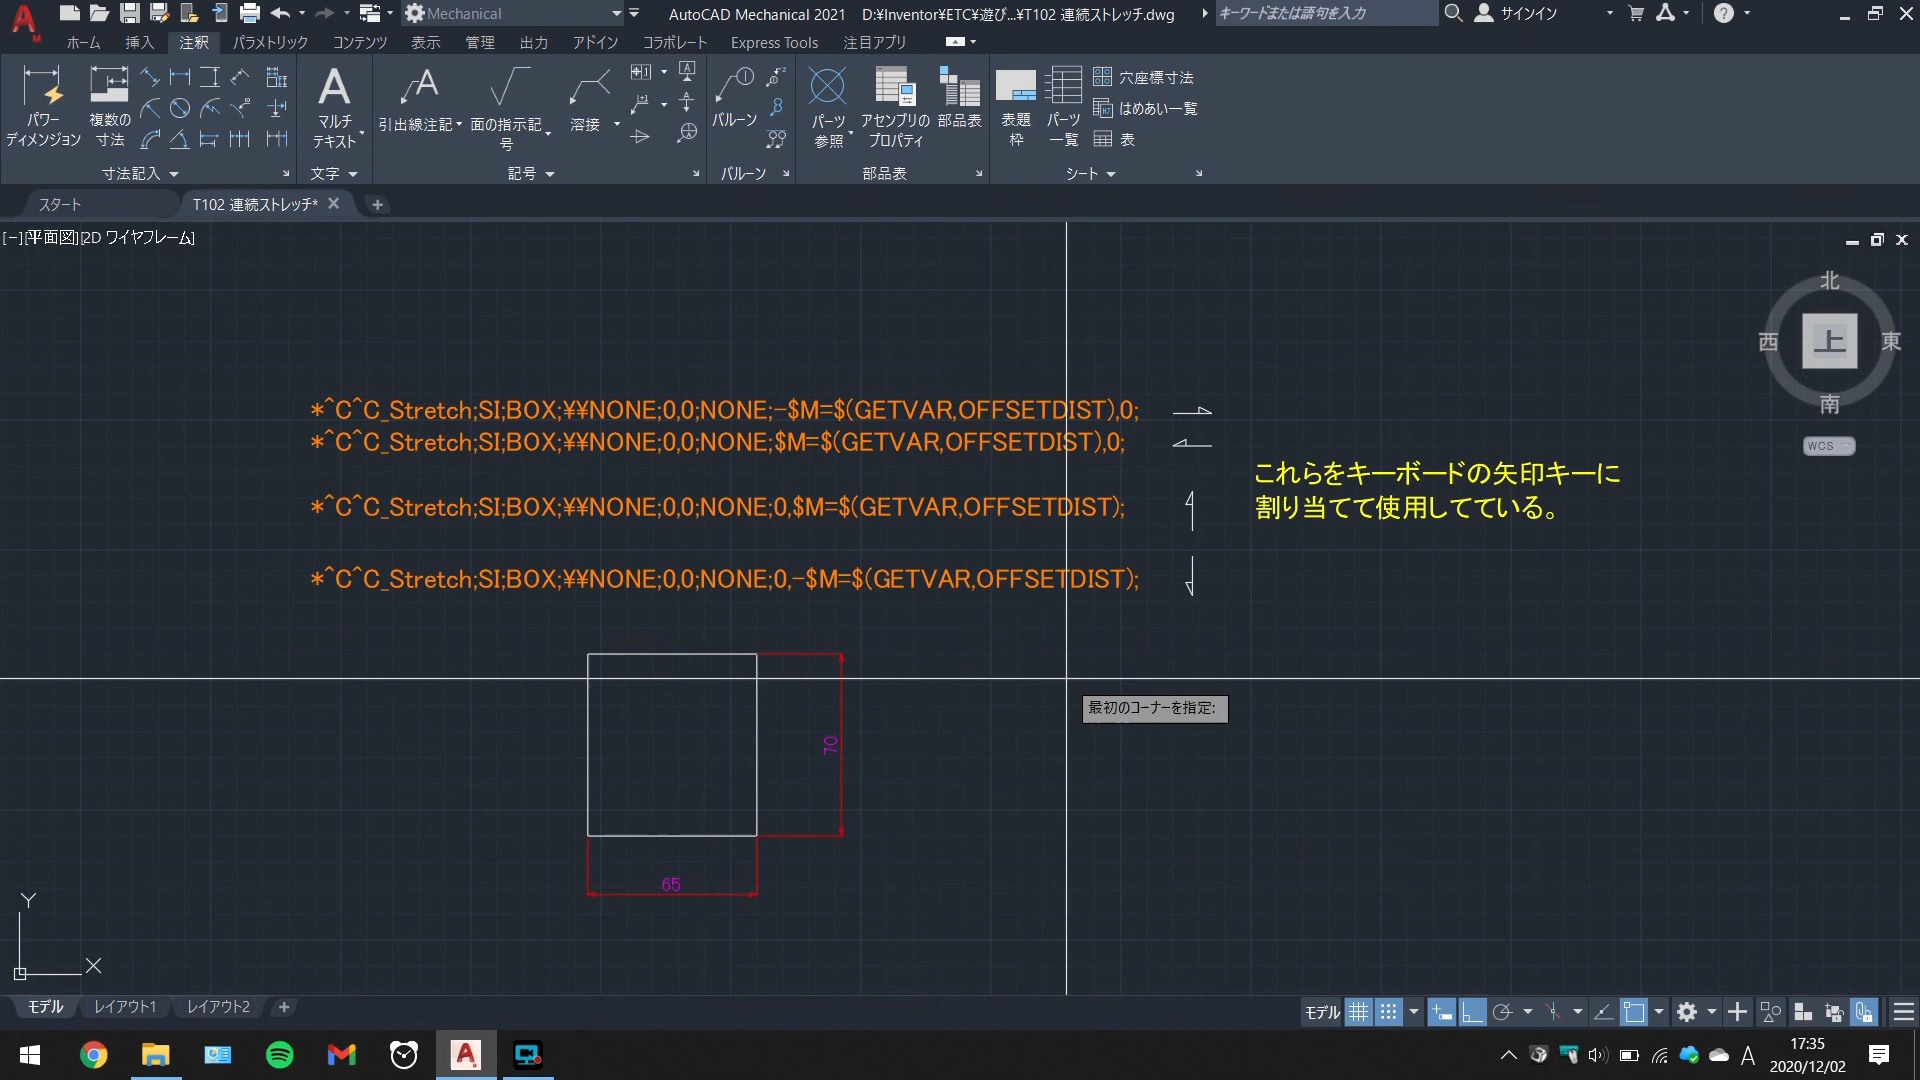 Mechanical
AutoCAD Mechanical 2021 D:¥Inventor¥ETC¥遊び...¥T102 連続ストレッチ.dwg
キーワードまたは語句を入力
サインイン
ホーム 挿入 注釈 パラメトリック コンテンツ 表示 管理 出力 アドイン コラボレート Express Tools 注目アプリ
パワー
ディメンジョン
複数の
寸法
マルチ
テキスト
引出線注記
面の指示記
号
溶接
バルーン
パーツ
参照
アセンブリの
プロパティ
部品表
表題
枠
パーツ
一覧
穴座標寸法
はめあい一覧
表
寸法記入 文字 記号 バルーン 部品表 シート
スタート T102 連続ストレッチ*
[−][平面図][2D ワイヤフレーム]
北
西 上 東
南
WCS
*^C^C_Stretch;SI;BOX;¥¥NONE;0,0;NONE;-$M=$(GETVAR,OFFSETDIST),0;
*^C^C_Stretch;SI;BOX;¥¥NONE;0,0;NONE;$M=$(GETVAR,OFFSETDIST),0;
*^C^C_Stretch;SI;BOX;¥¥NONE;0,0;NONE;0,$M=$(GETVAR,OFFSETDIST);
*^C^C_Stretch;SI;BOX;¥¥NONE;0,0;NONE;0,-$M=$(GETVAR,OFFSETDIST);
これらをキーボードの矢印キーに
割り当てて使用してている。
最初のコーナーを指定:
70
65
Y
X
モデル レイアウト1 レイアウト2
モデル
A
17:35
2020/12/02